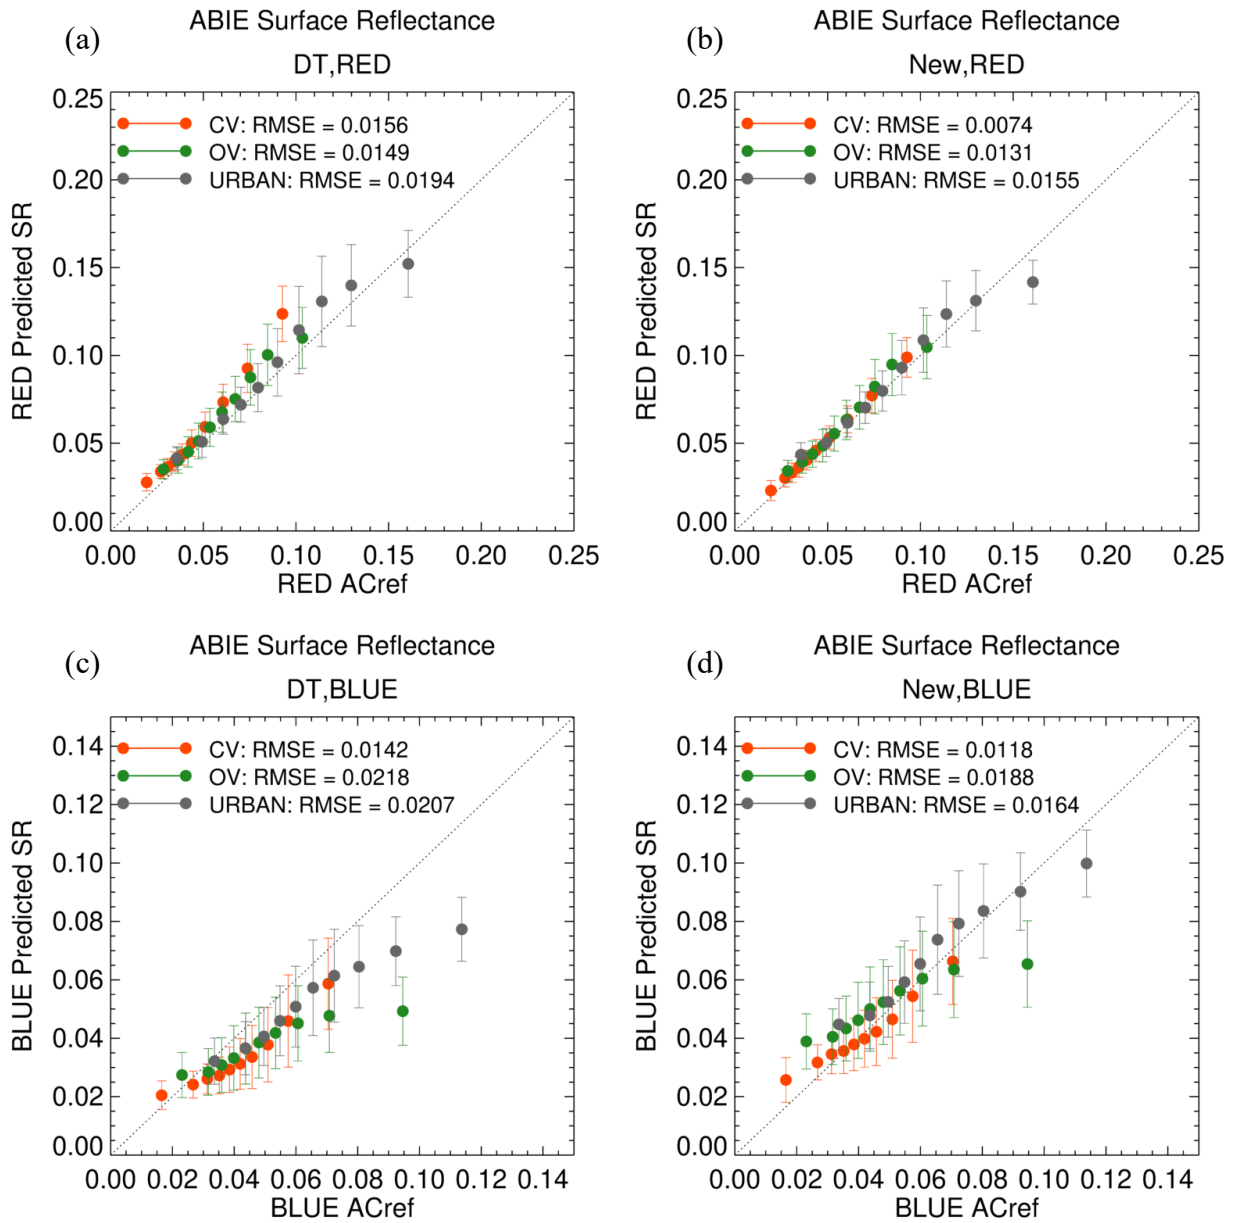 (a)
ABIE Surface Reflectance
DT,RED
CV: RMSE = 0.0156
OV: RMSE = 0.0149
URBAN: RMSE = 0.0194
0.25
0.20
0.15
0.10
0.05
0.00
RED Predicted SR
0.00 0.05 0.10 0.15 0.20 0.25
RED ACref
(b)
ABIE Surface Reflectance
New,RED
CV: RMSE = 0.0074
OV: RMSE = 0.0131
URBAN: RMSE = 0.0155
0.25
0.20
0.15
0.10
0.05
0.00
RED Predicted SR
0.00 0.05 0.10 0.15 0.20 0.25
RED ACref
(c)
ABIE Surface Reflectance
DT,BLUE
CV: RMSE = 0.0142
OV: RMSE = 0.0218
URBAN: RMSE = 0.0207
0.14
0.12
0.10
0.08
0.06
0.04
0.02
0.00
BLUE Predicted SR
0.00 0.02 0.04 0.06 0.08 0.10 0.12 0.14
BLUE ACref
(d)
ABIE Surface Reflectance
New,BLUE
CV: RMSE = 0.0118
OV: RMSE = 0.0188
URBAN: RMSE = 0.0164
0.14
0.12
0.10
0.08
0.06
0.04
0.02
0.00
BLUE Predicted SR
0.00 0.02 0.04 0.06 0.08 0.10 0.12 0.14
BLUE ACref